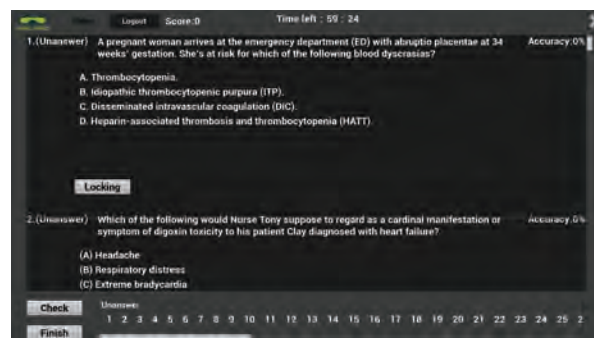 Logout Score:0 Time left : 59 : 24
1.(Unanswer) A pregnant woman arrives at the emergency department (ED) with abruptio placentae at 34 Accuracy:0%
weeks' gestation. She's at risk for which of the following blood dyscrasias?
A. Thrombocytopenia.
B. Idiopathic thrombocytopenic purpura (ITP).
C. Disseminated intravascular coagulation (DIC).
D. Heparin-associated thrombosis and thrombocytopenia (HATT).
Locking
2.(Unanswer) Which of the following would Nurse Tony suppose to regard as a cardinal manifestation or Accuracy:0%
symptom of digoxin toxicity to his patient Clay diagnosed with heart failure?
(A) Headache
(B) Respiratory distress
(C) Extreme bradycardia
Check Unanswer
1 2 3 4 5 6 7 8 9 10 11 12 13 14 15 16 17 18 19 20 21 22 23 24 25 2
Finish